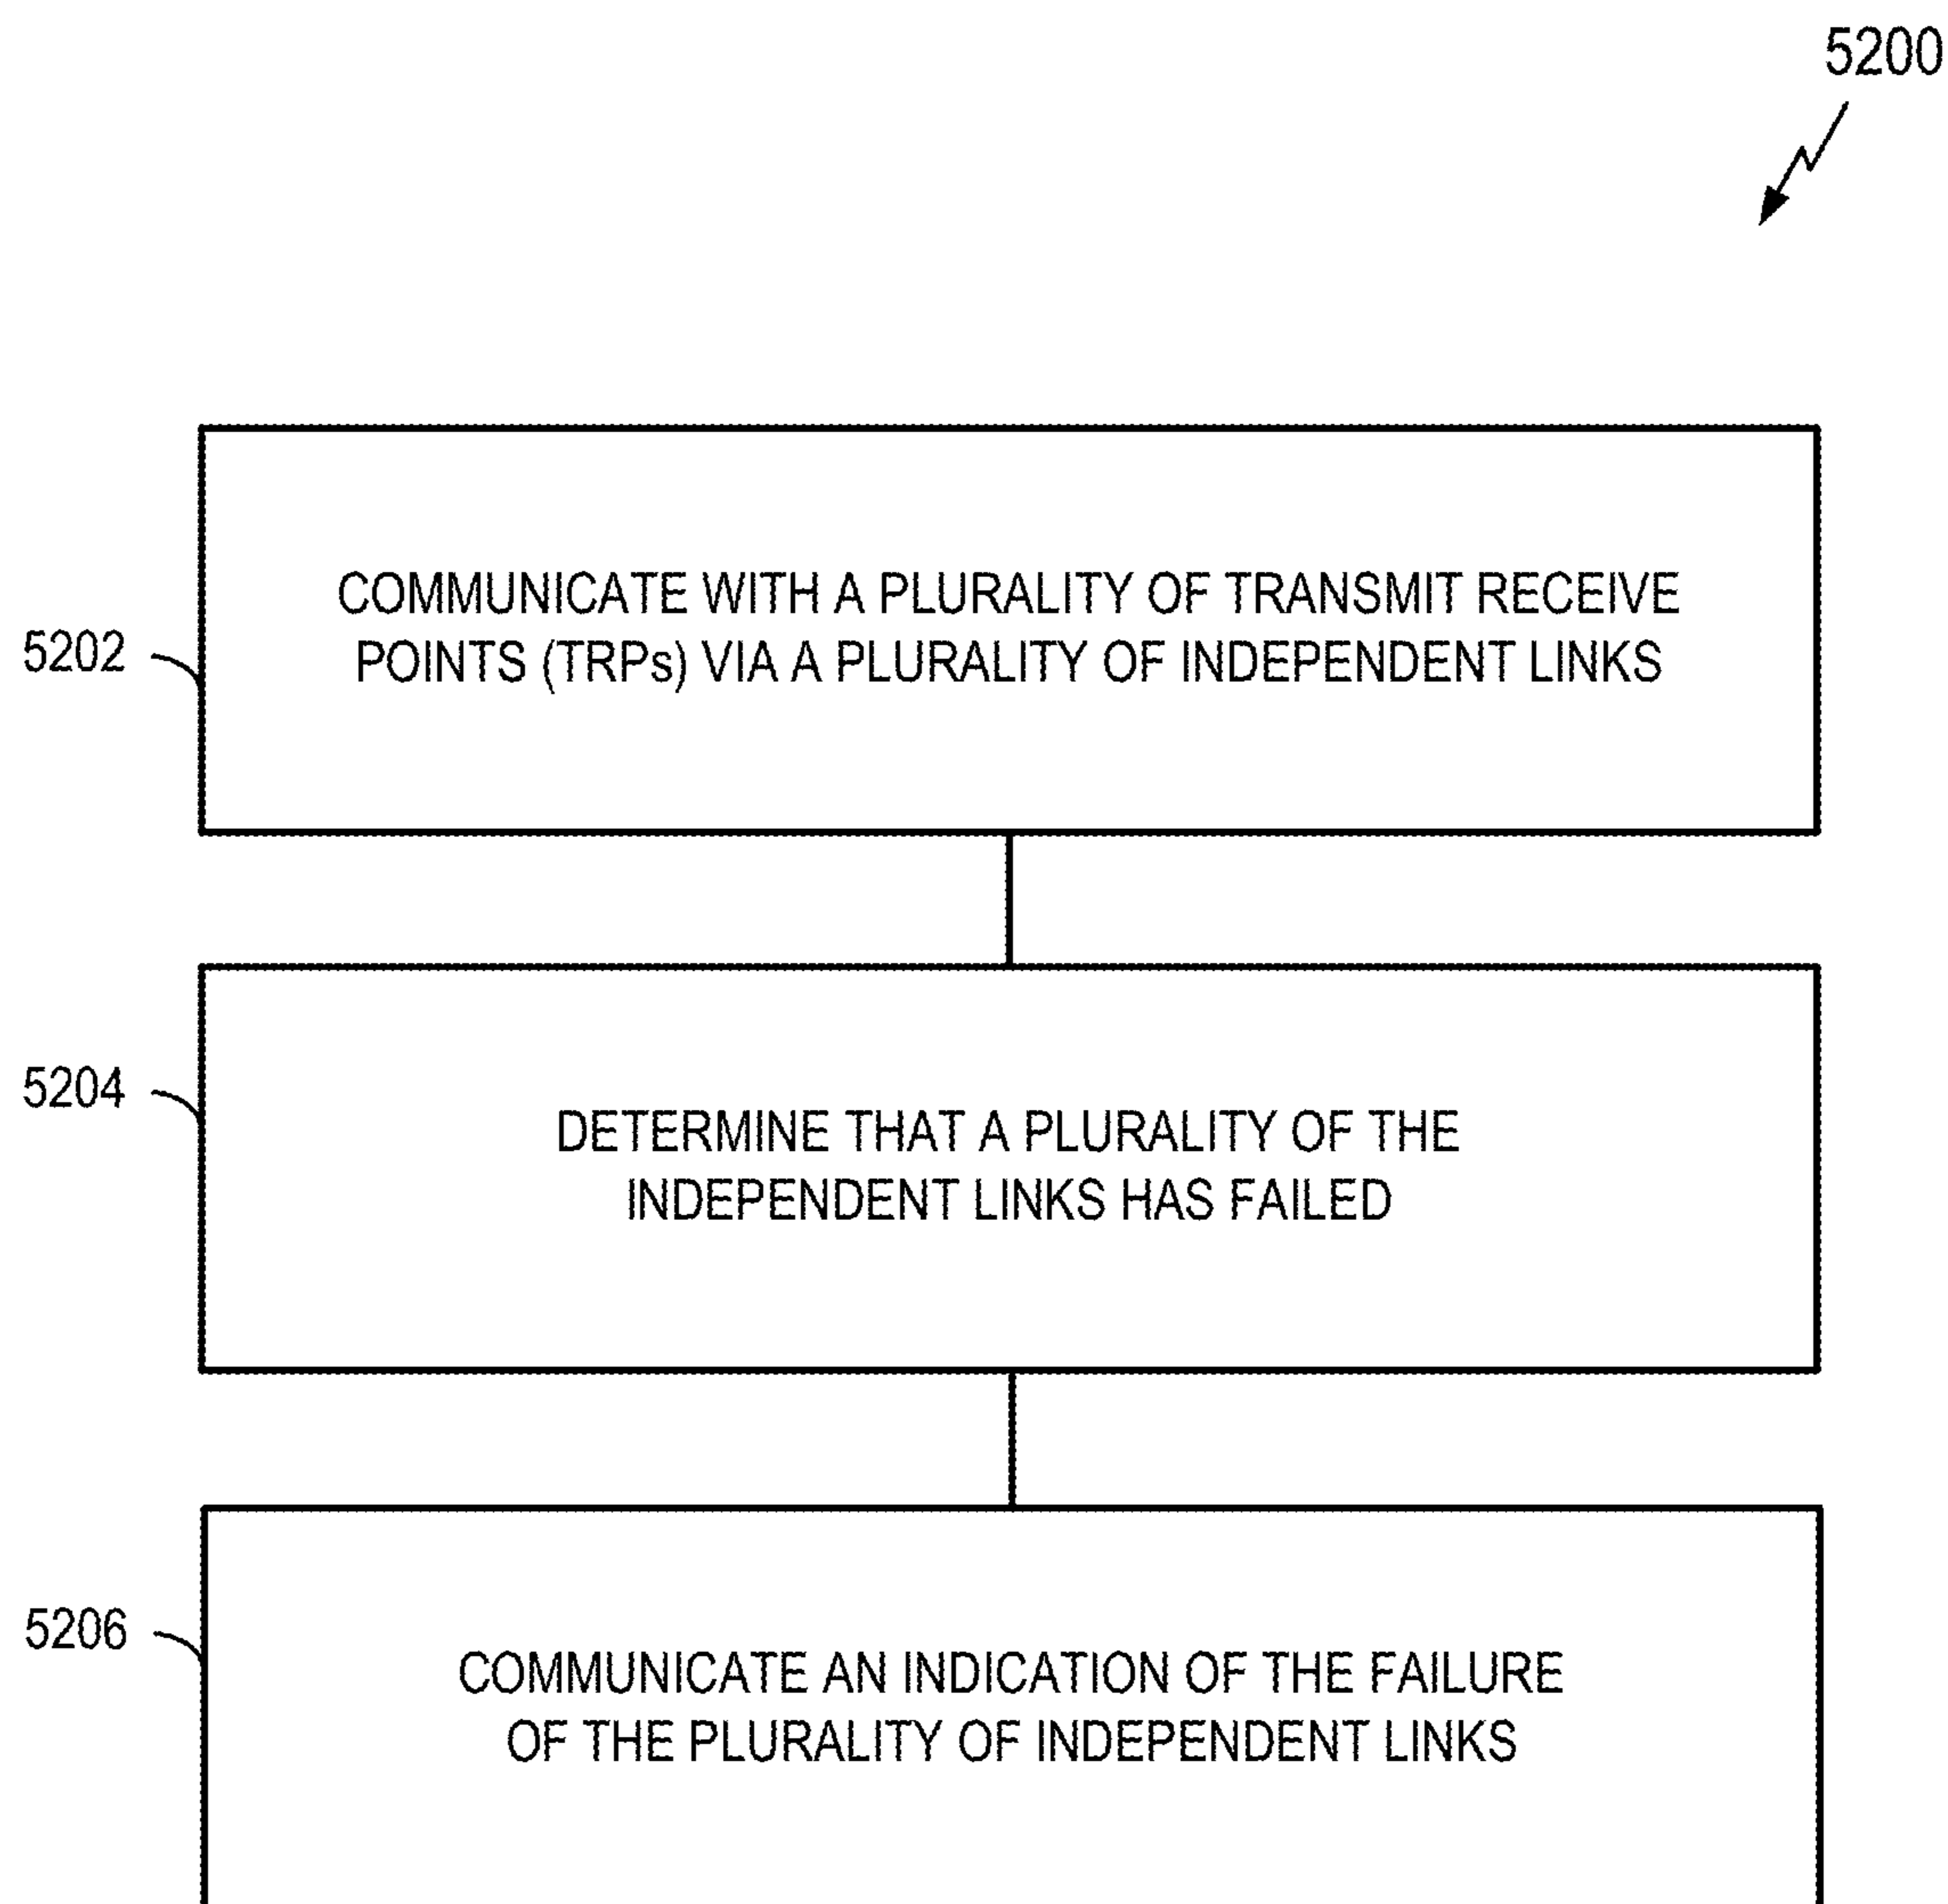 5200
COMMUNICATE WITH A PLURALITY OF TRANSMIT RECEIVE
POINTS (TRPs) VIA A PLURALITY OF INDEPENDENT LINKS
5202
5204
DETERMINE THAT A PLURALITY OF THE
INDEPENDENT LINKS HAS FAILED
5206
COMMUNICATE AN INDICATION OF THE FAILURE
OF THE PLURALITY OF INDEPENDENT LINKS